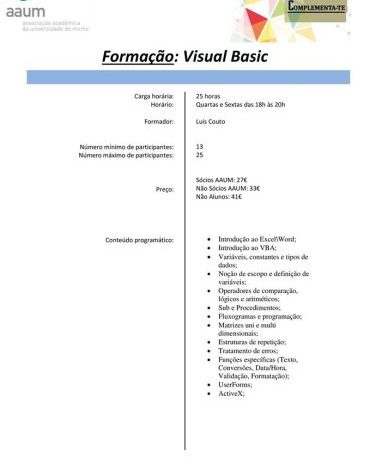 aaum
associação académica
da universidade do minho
COMPLEMENTA-TE
Formação: Visual Basic
Carga horária: 25 horas
Horário: Quartas e Sextas das 18h às 20h
Formador: Luis Couto
Número mínimo de participantes: 13
Número máximo de participantes: 25
Sócios AAUM: 27€
Preço: Não Sócios AAUM: 33€
Não Alunos: 41€
Conteúdo programático:
• Introdução ao Excel\Word;
• Introdução ao VBA;
• Variáveis, constantes e tipos de
dados;
• Noção de escopo e definição de
variáveis;
• Operadores de comparação,
lógicos e aritméticos;
• Sub e Procedimentos;
• Fluxogramas e programação;
• Matrizes uni e multi
dimensionais;
• Estruturas de repetição;
• Tratamento de erros;
• Funções específicas (Texto,
Conversões, Data/Hora,
Validação, Formatação);
• UserForms;
• ActiveX;